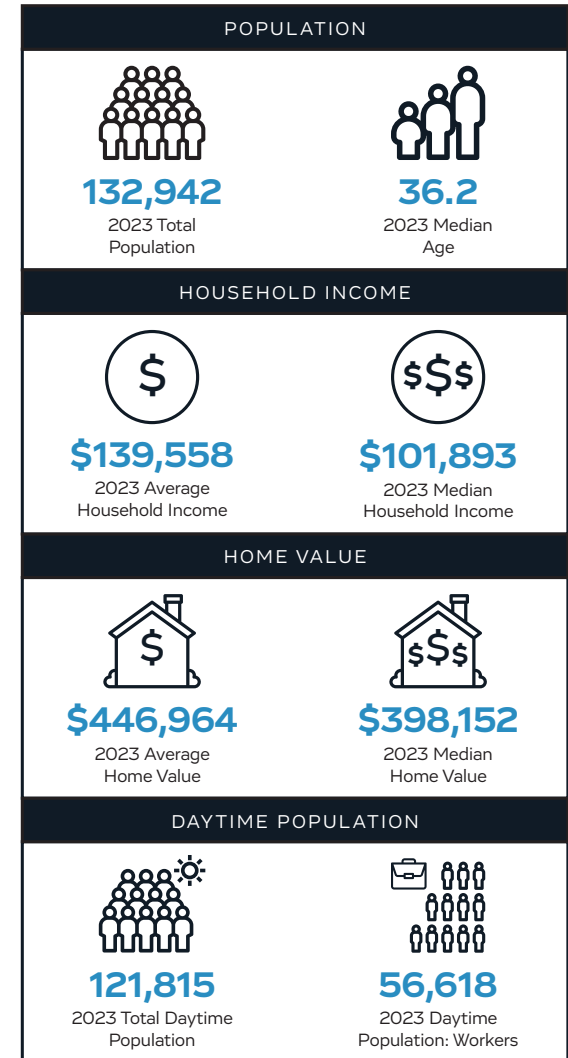 POPULATION
132,942
2023 Total
Population
36.2
2023 Median
Age
HOUSEHOLD INCOME
$
$139,558
2023 Average
Household Income
$$$
$101,893
2023 Median
Household Income
HOME VALUE
$
$446,964
2023 Average
Home Value
$$$
$398,152
2023 Median
Home Value
DAYTIME POPULATION
121,815
2023 Total Daytime
Population
56,618
2023 Daytime
Population: Workers